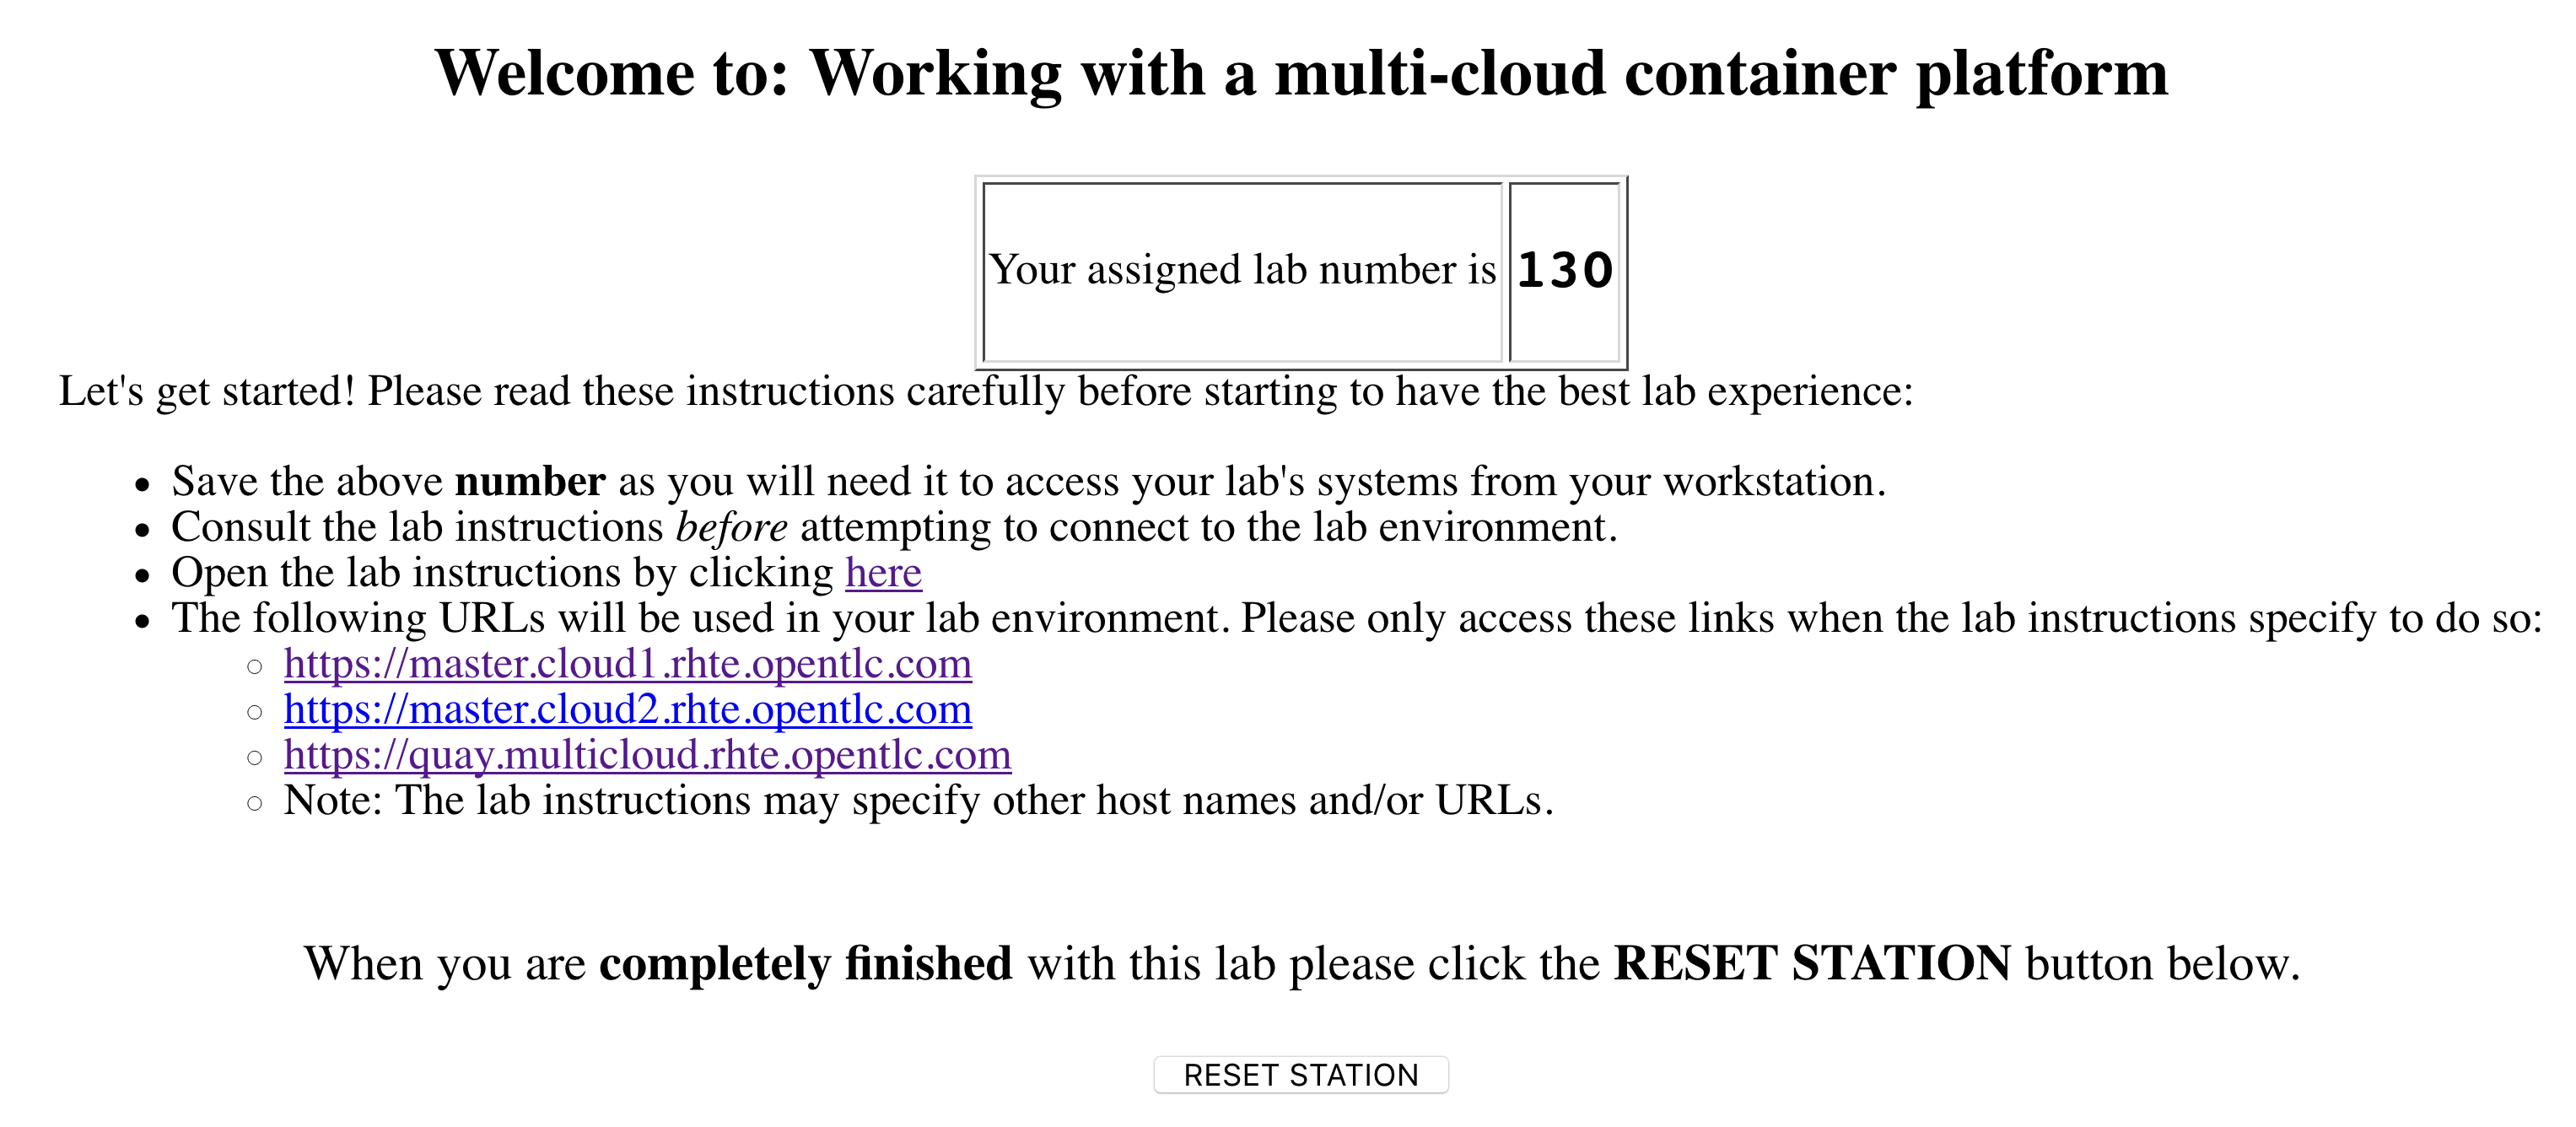 Welcome to: Working with a multi-cloud container platform
Your assigned lab number is 130
Let's get started! Please read these instructions carefully before starting to have the best lab experience:
Save the above number as you will need it to access your lab's systems from your workstation.
Consult the lab instructions before attempting to connect to the lab environment.
Open the lab instructions by clicking here
The following URLs will be used in your lab environment. Please only access these links when the lab instructions specify to do so:
https://master.cloud1.rhte.opentlc.com
https://master.cloud2.rhte.opentlc.com
https://quay.multicloud.rhte.opentlc.com
Note: The lab instructions may specify other host names and/or URLs.
When you are completely finished with this lab please click the RESET STATION button below.
RESET STATION